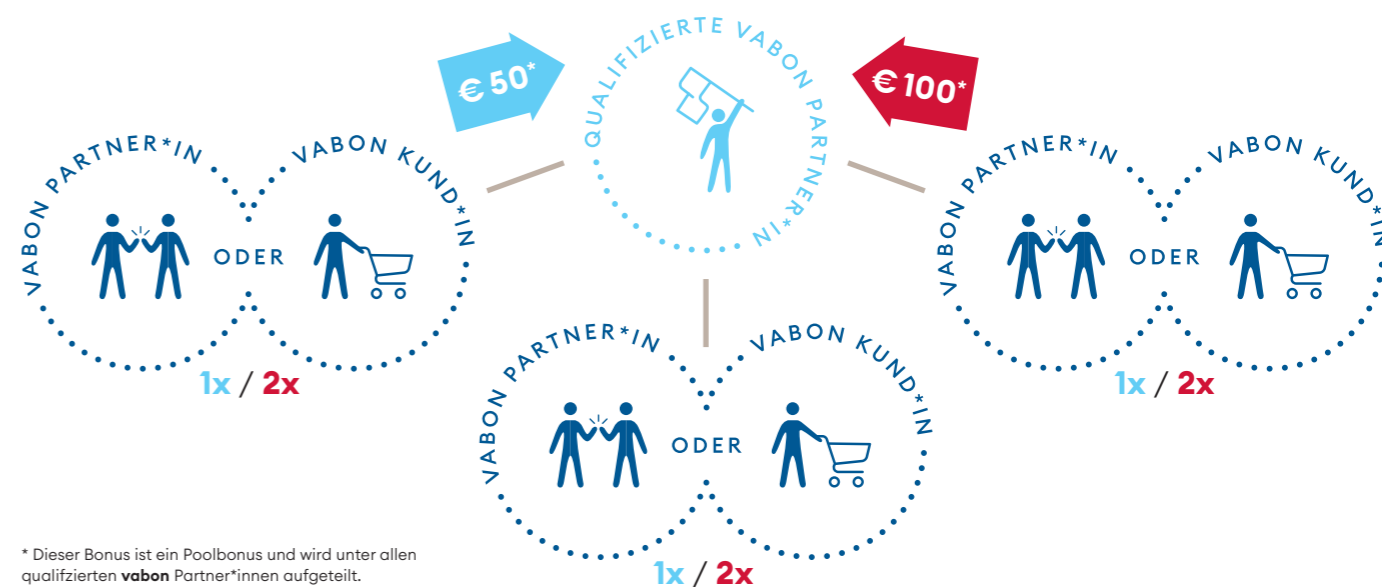 € 50*
QUALIFIZIERTE VABON PARTNER*IN
€ 100*
VABON PARTNER*IN
VABON KUND*IN
ODER
1x / 2x
VABON PARTNER*IN
VABON KUND*IN
ODER
1x / 2x
VABON PARTNER*IN
VABON KUND*IN
ODER
1x / 2x
* Dieser Bonus ist ein Poolbonus und wird unter allen
qualifzierten vabon Partner*innen aufgeteilt.